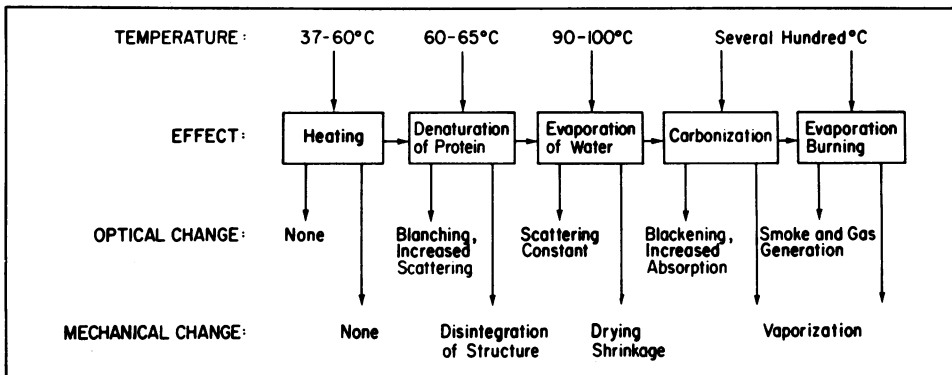 TEMPERATURE: 37-60°C 60-65°C 90-100°C Several Hundred °C
EFFECT: Heating Denaturation of Protein Evaporation of Water Carbonization Evaporation Burning
OPTICAL CHANGE: None Blanching, Increased Scattering Scattering Constant Blackening, Increased Absorption Smoke and Gas Generation
MECHANICAL CHANGE: None Disintegration of Structure Drying Shrinkage Vaporization